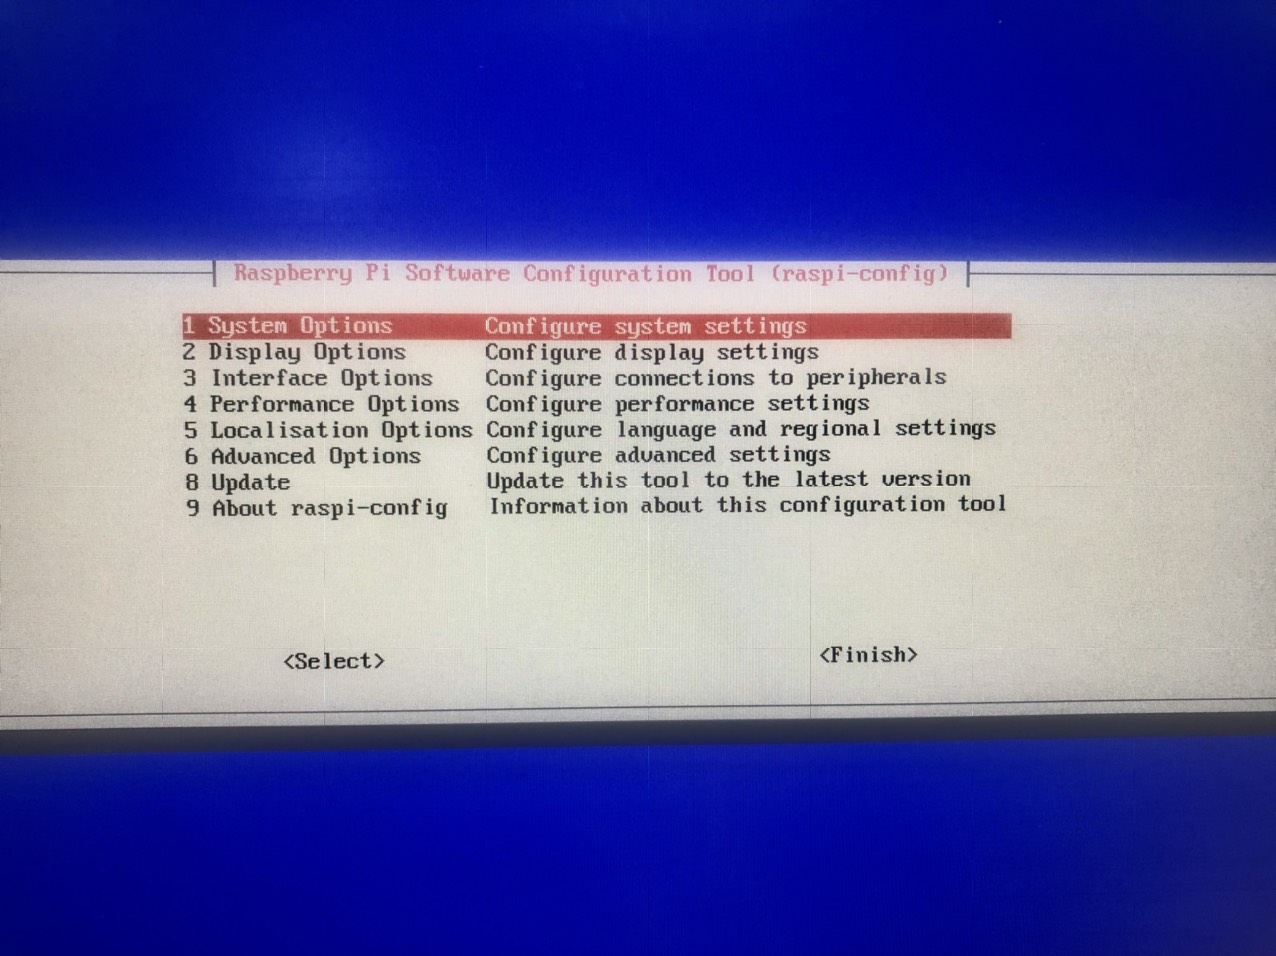 Raspberry Pi Software Configuration Tool (raspi-config)
1 System Options Configure system settings
2 Display Options Configure display settings
3 Interface Options Configure connections to peripherals
4 Performance Options Configure performance settings
5 Localisation Options Configure language and regional settings
6 Advanced Options Configure advanced settings
8 Update Update this tool to the latest version
9 About raspi-config Information about this configuration tool
<Select> <Finish>